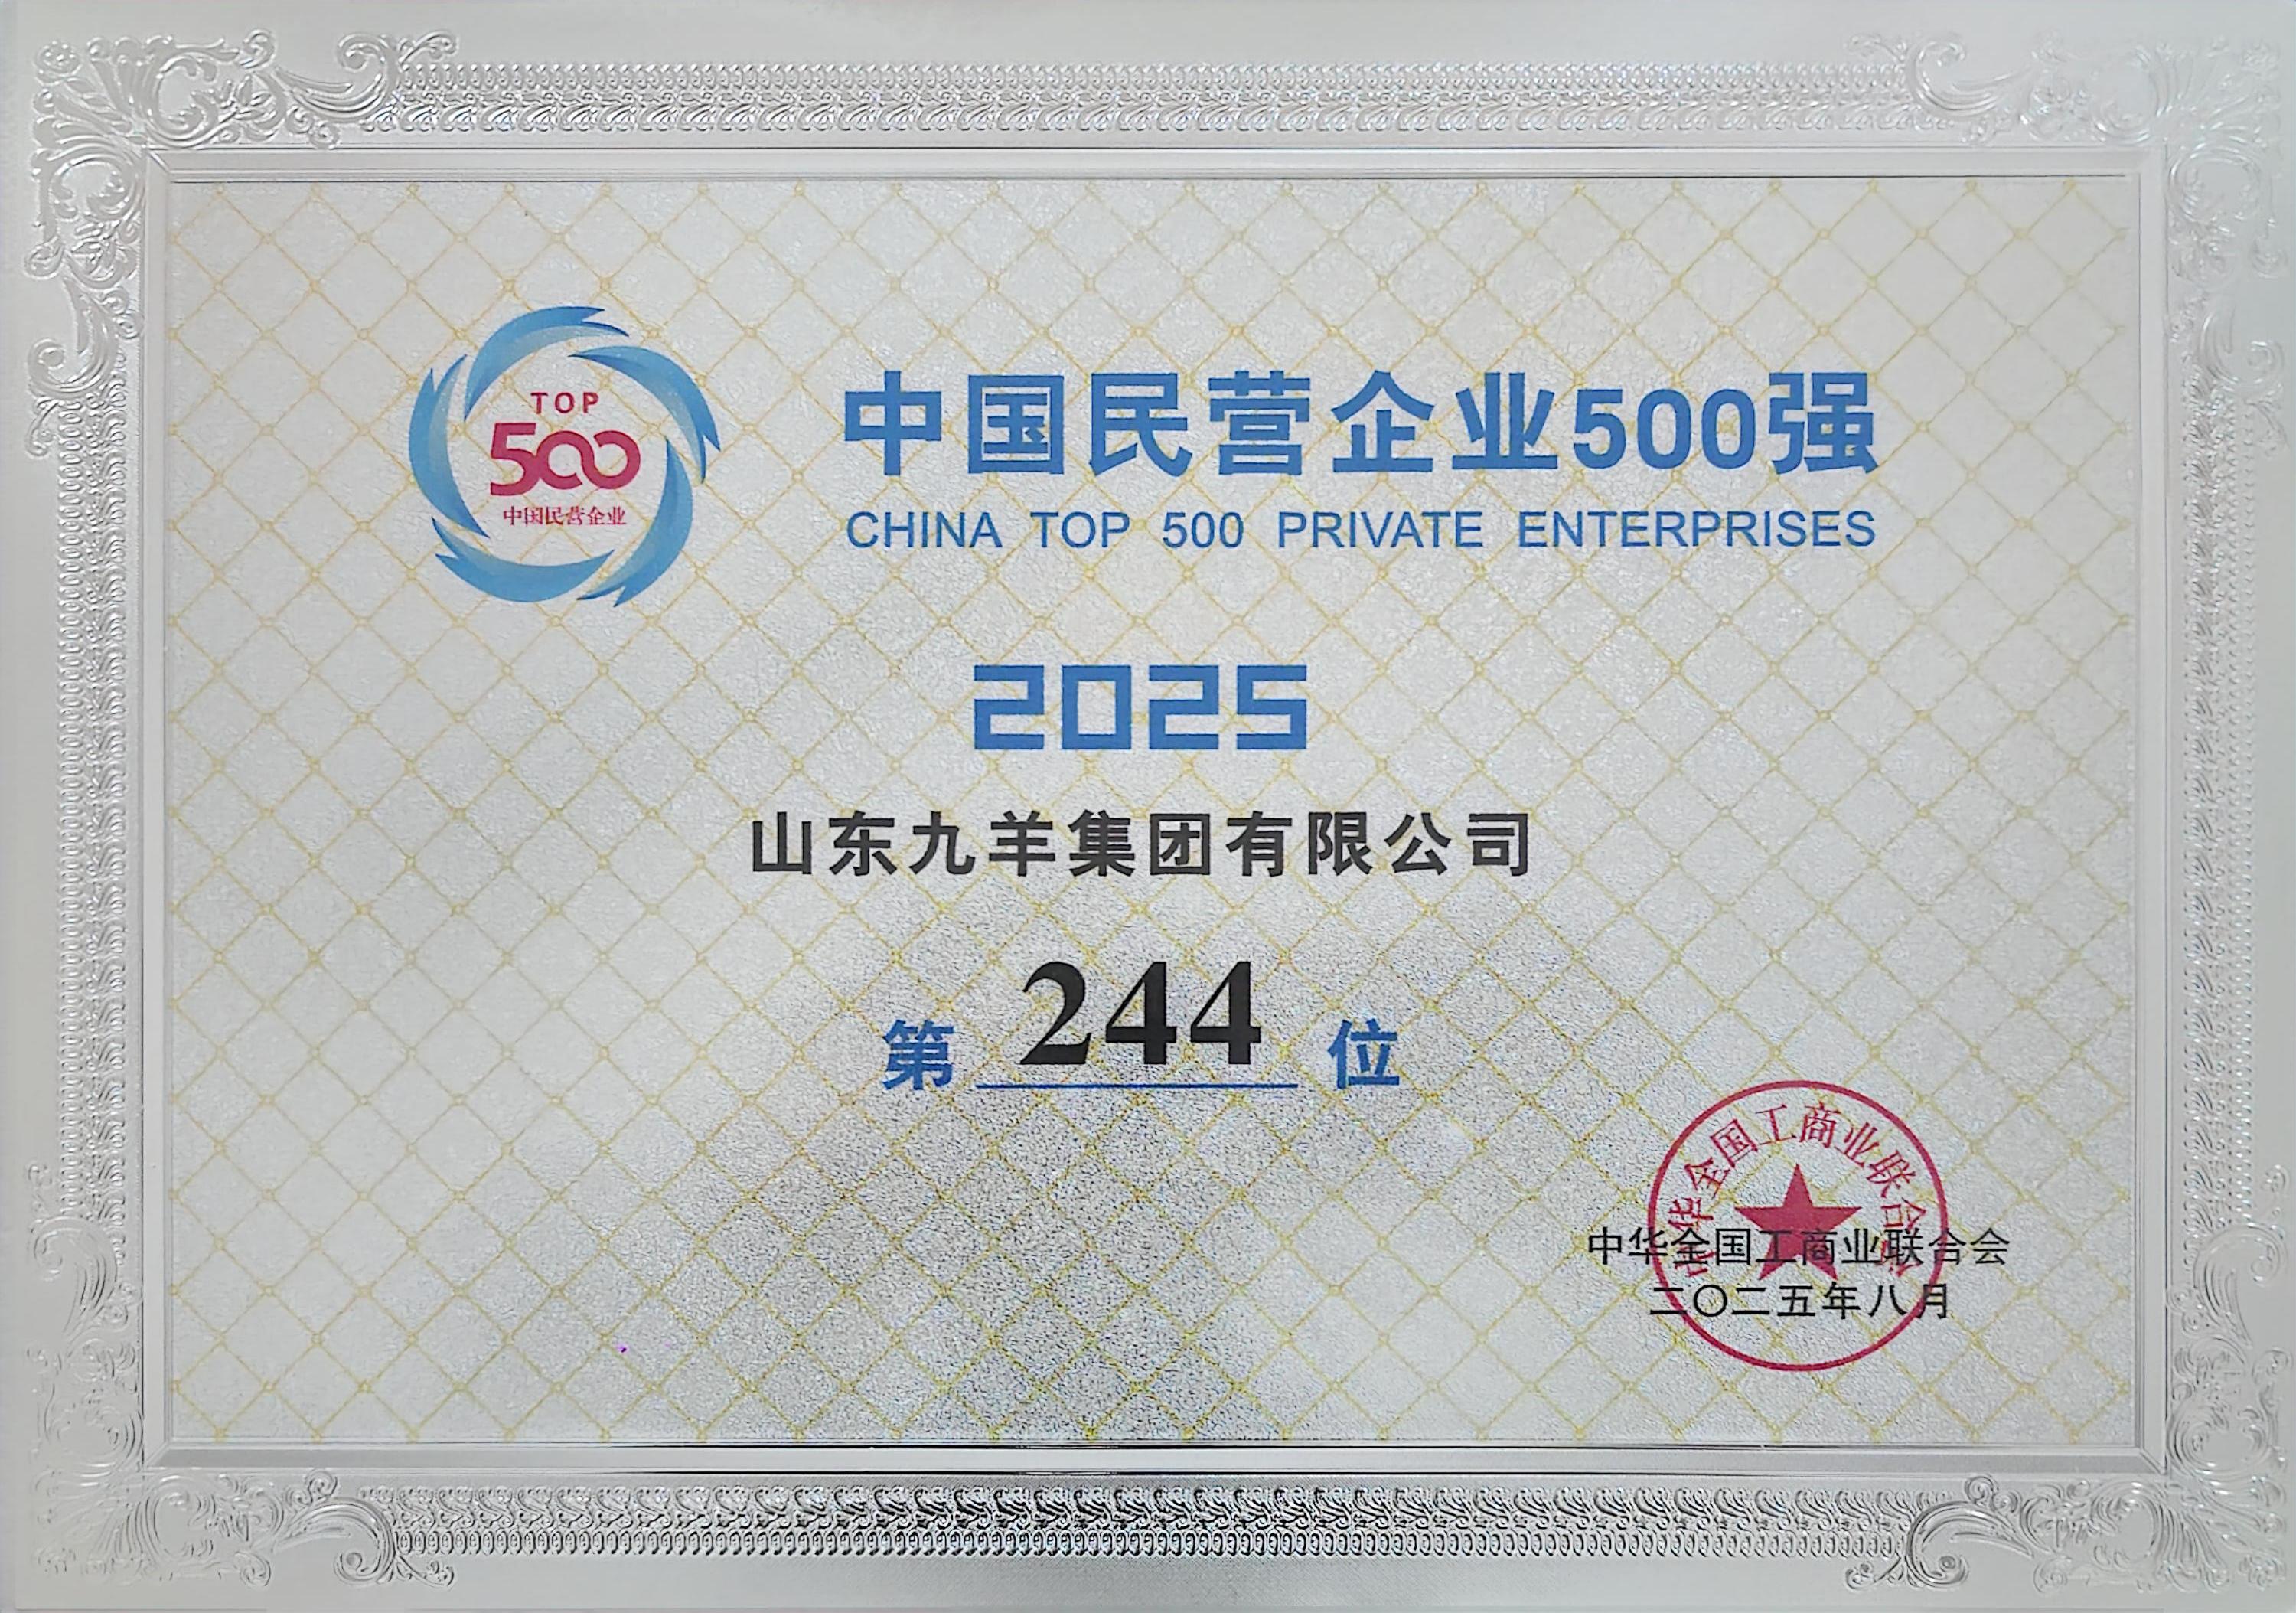 TOP
500
中国民营企业
中国民营企业500强
CHINA TOP 500 PRIVATE ENTERPRISES
2025
山东九羊集团有限公司
第 244 位
中华全国工商业联合会
中华全国工商业联合会
二〇二五年八月